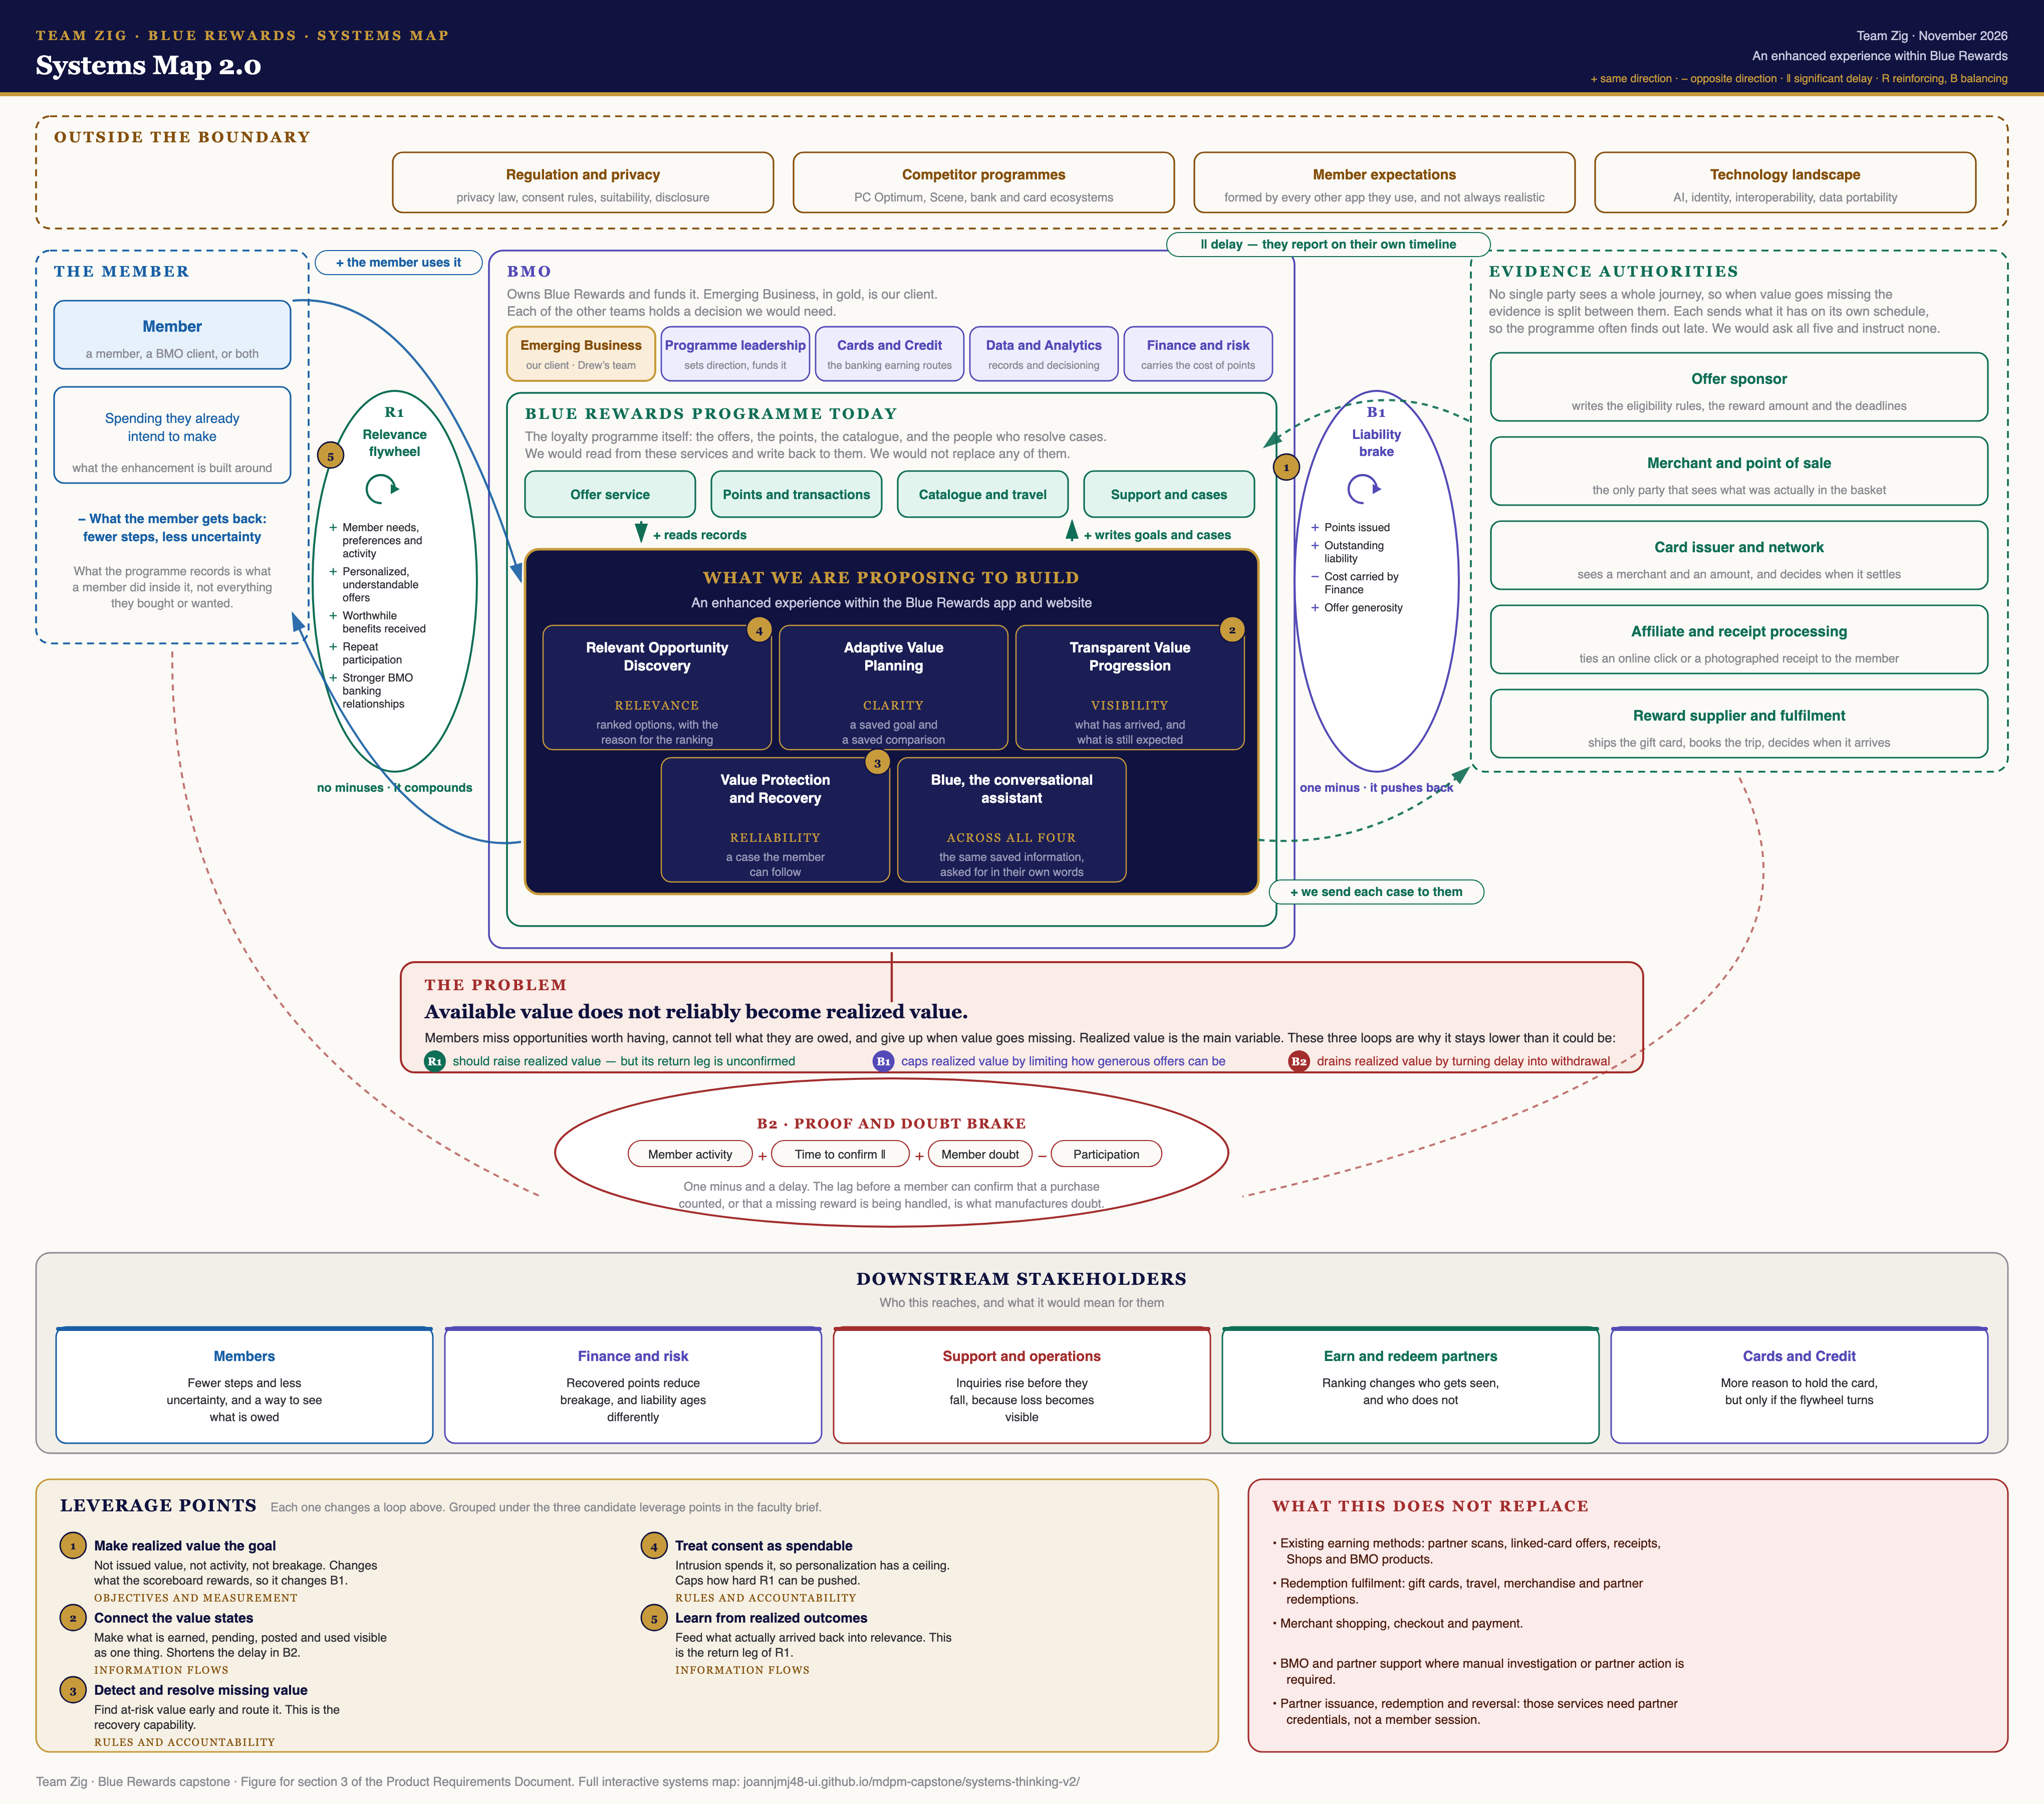 TEAM ZIG · BLUE REWARDS · SYSTEMS MAP
Systems Map 2.0
Team Zig · November 2026
An enhanced experience within Blue Rewards
+ same direction · – opposite direction · ‖ significant delay · R reinforcing, B balancing
OUTSIDE THE BOUNDARY
Regulation and privacy
privacy law, consent rules, suitability, disclosure
Competitor programmes
PC Optimum, Scene, bank and card ecosystems
Member expectations
formed by every other app they use, and not always realistic
Technology landscape
AI, identity, interoperability, data portability
THE MEMBER
Member
a member, a BMO client, or both
Spending they already
intend to make
what the enhancement is built around
– What the member gets back:
fewer steps, less uncertainty
What the programme records is what
a member did inside it, not everything
they bought or wanted.
+ the member uses it
R1
Relevance
flywheel
5
+ Member needs,
preferences and
activity
+ Personalized,
understandable
offers
+ Worthwhile
benefits received
+ Repeat
participation
+ Stronger BMO
banking
relationships
no minuses · it compounds
BMO
Owns Blue Rewards and funds it. Emerging Business, in gold, is our client.
Each of the other teams holds a decision we would need.
Emerging Business
our client · Drew's team
Programme leadership
sets direction, funds it
Cards and Credit
the banking earning routes
Data and Analytics
records and decisioning
Finance and risk
carries the cost of points
BLUE REWARDS PROGRAMME TODAY
The loyalty programme itself: the offers, the points, the catalogue, and the people who resolve cases.
We would read from these services and write back to them. We would not replace any of them.
Offer service
Points and transactions
Catalogue and travel
Support and cases
+ reads records
+ writes goals and cases
WHAT WE ARE PROPOSING TO BUILD
An enhanced experience within the Blue Rewards app and website
4
Relevant Opportunity
Discovery
RELEVANCE
ranked options, with the
reason for the ranking
Adaptive Value
Planning
CLARITY
a saved goal and
a saved comparison
2
Transparent Value
Progression
VISIBILITY
what has arrived, and
what is still expected
3
Value Protection
and Recovery
RELIABILITY
a case the member
can follow
Blue, the conversational
assistant
ACROSS ALL FOUR
the same saved information,
asked for in their own words
‖ delay — they report on their own timeline
1
B1
Liability
brake
+ Points issued
+ Outstanding
liability
– Cost carried by
Finance
+ Offer generosity
one minus · it pushes back
+ we send each case to them
EVIDENCE AUTHORITIES
No single party sees a whole journey, so when value goes missing the
evidence is split between them. Each sends what it has on its own schedule,
so the programme often finds out late. We would ask all five and instruct none.
Offer sponsor
writes the eligibility rules, the reward amount and the deadlines
Merchant and point of sale
the only party that sees what was actually in the basket
Card issuer and network
sees a merchant and an amount, and decides when it settles
Affiliate and receipt processing
ties an online click or a photographed receipt to the member
Reward supplier and fulfilment
ships the gift card, books the trip, decides when it arrives
THE PROBLEM
Available value does not reliably become realized value.
Members miss opportunities worth having, cannot tell what they are owed, and give up when value goes missing. Realized value is the main variable. These three loops are why it stays lower than it could be:
R1 should raise realized value — but its return leg is unconfirmed
B1 caps realized value by limiting how generous offers can be
B2 drains realized value by turning delay into withdrawal
B2 · PROOF AND DOUBT BRAKE
Member activity + Time to confirm ‖ + Member doubt – Participation
One minus and a delay. The lag before a member can confirm that a purchase
counted, or that a missing reward is being handled, is what manufactures doubt.
DOWNSTREAM STAKEHOLDERS
Who this reaches, and what it would mean for them
Members
Fewer steps and less
uncertainty, and a way to see
what is owed
Finance and risk
Recovered points reduce
breakage, and liability ages
differently
Support and operations
Inquiries rise before they
fall, because loss becomes
visible
Earn and redeem partners
Ranking changes who gets seen,
and who does not
Cards and Credit
More reason to hold the card,
but only if the flywheel turns
LEVERAGE POINTS Each one changes a loop above. Grouped under the three candidate leverage points in the faculty brief.
1 Make realized value the goal
Not issued value, not activity, not breakage. Changes
what the scoreboard rewards, so it changes B1.
OBJECTIVES AND MEASUREMENT
2 Connect the value states
Make what is earned, pending, posted and used visible
as one thing. Shortens the delay in B2.
INFORMATION FLOWS
3 Detect and resolve missing value
Find at-risk value early and route it. This is the
recovery capability.
RULES AND ACCOUNTABILITY
4 Treat consent as spendable
Intrusion spends it, so personalization has a ceiling.
Caps how hard R1 can be pushed.
RULES AND ACCOUNTABILITY
5 Learn from realized outcomes
Feed what actually arrived back into relevance. This
is the return leg of R1.
INFORMATION FLOWS
WHAT THIS DOES NOT REPLACE
• Existing earning methods: partner scans, linked-card offers, receipts,
Shops and BMO products.
• Redemption fulfilment: gift cards, travel, merchandise and partner
redemptions.
• Merchant shopping, checkout and payment.
• BMO and partner support where manual investigation or partner action is
required.
• Partner issuance, redemption and reversal: those services need partner
credentials, not a member session.
Team Zig · Blue Rewards capstone · Figure for section 3 of the Product Requirements Document. Full interactive systems map: joannjmj48-ui.github.io/mdpm-capstone/systems-thinking-v2/